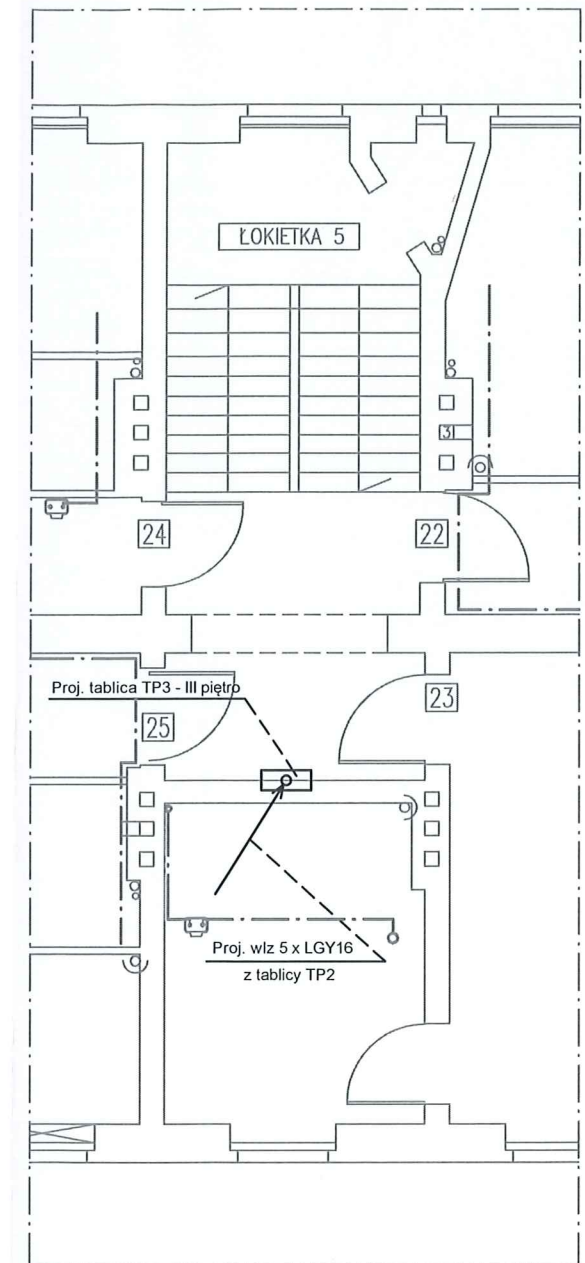 ŁOKIETKA 5
3
24
22
Proj. tablica TP3 - III piętro
23
25
Proj. wlz 5 x LGY16
z tablicy TP2